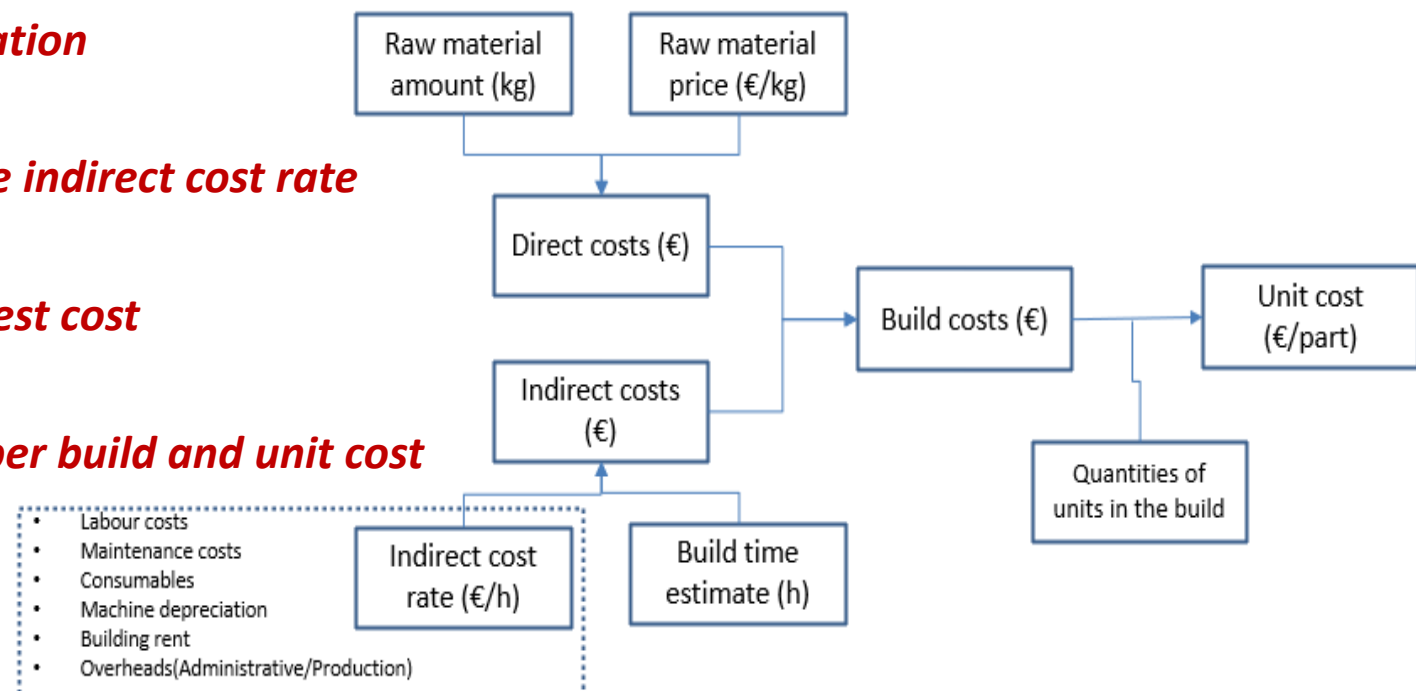 ation
e indirect cost rate
est cost
per build and unit cost
Raw material
amount (kg)
Raw material
price (€/kg)
Direct costs (€)
Indirect costs
(€)
Build costs (€)
Unit cost
(€/part)
Quantities of
units in the build
• Labour costs
• Maintenance costs
• Consumables
• Machine depreciation
• Building rent
• Overheads(Administrative/Production)
Indirect cost
rate (€/h)
Build time
estimate (h)